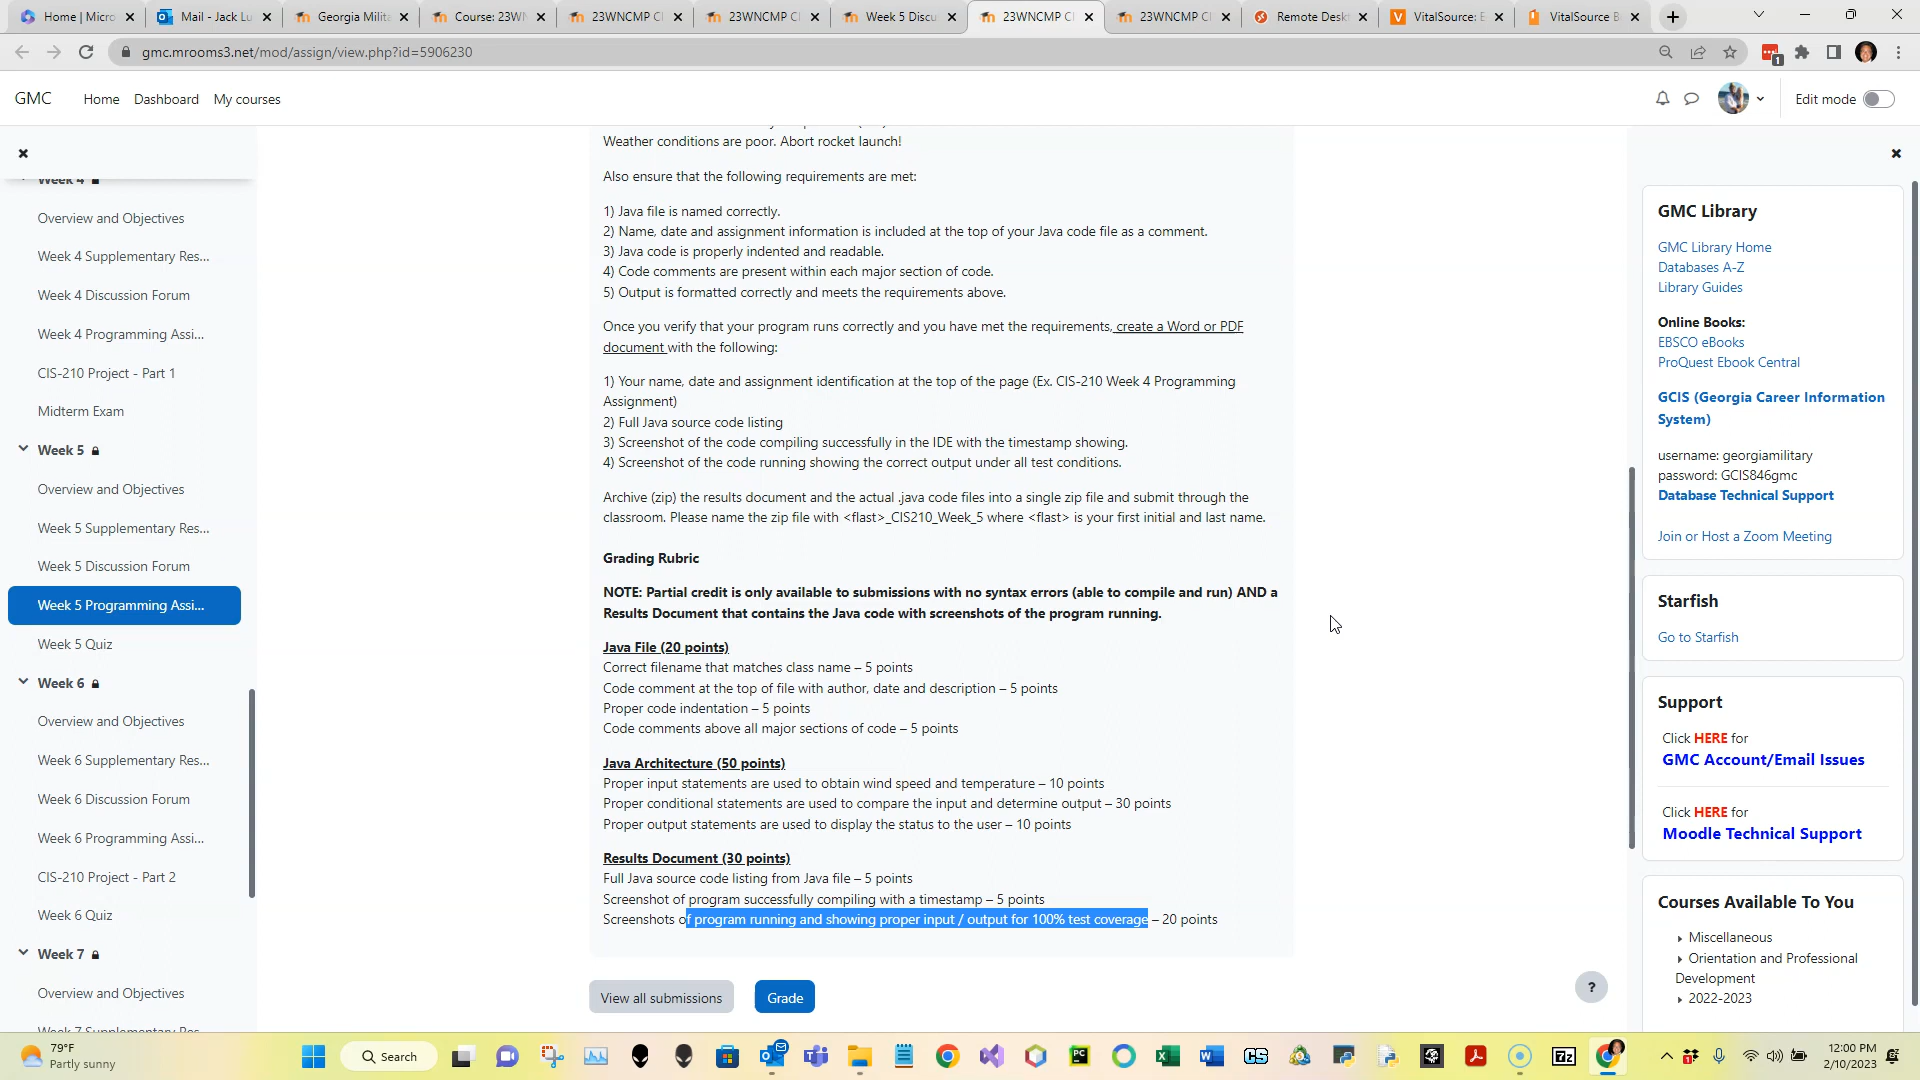 Home | Micro
Mail - Jack Lu
Georgia Milit
Course: 23WN
23WNCMP CI
23WNCMP CI
Week 5 Discu
23WNCMP CI
23WNCMP CI
Remote Deskt
VitalSource: E
VitalSource B
gmc.mrooms3.net/mod/assign/view.php?id=5906230
1
GMC
Home
Dashboard
My courses
Edit mode
Week 4
Overview and Objectives
Week 4 Supplementary Res...
Week 4 Discussion Forum
Week 4 Programming Assi...
CIS-210 Project - Part 1
Midterm Exam
Week 5
Overview and Objectives
Week 5 Supplementary Res...
Week 5 Discussion Forum
Week 5 Programming Assi...
Week 5 Quiz
Week 6
Overview and Objectives
Week 6 Supplementary Res...
Week 6 Discussion Forum
Week 6 Programming Assi...
CIS-210 Project - Part 2
Week 6 Quiz
Week 7
Overview and Objectives
Week 7 Supplementary Res
Weather conditions are poor. Abort rocket launch!
Also ensure that the following requirements are met:
1) Java file is named correctly.
2) Name, date and assignment information is included at the top of your Java code file as a comment.
3) Java code is properly indented and readable.
4) Code comments are present within each major section of code.
5) Output is formatted correctly and meets the requirements above.
Once you verify that your program runs correctly and you have met the requirements, create a Word or PDF
document with the following:
1) Your name, date and assignment identification at the top of the page (Ex. CIS-210 Week 4 Programming
Assignment)
2) Full Java source code listing
3) Screenshot of the code compiling successfully in the IDE with the timestamp showing.
4) Screenshot of the code running showing the correct output under all test conditions.
Archive (zip) the results document and the actual .java code files into a single zip file and submit through the
classroom. Please name the zip file with <flast>_CIS210_Week_5 where <flast> is your first initial and last name.
Grading Rubric
NOTE: Partial credit is only available to submissions with no syntax errors (able to compile and run) AND a
Results Document that contains the Java code with screenshots of the program running.
Java File (20 points)
Correct filename that matches class name – 5 points
Code comment at the top of file with author, date and description – 5 points
Proper code indentation – 5 points
Code comments above all major sections of code – 5 points
Java Architecture (50 points)
Proper input statements are used to obtain wind speed and temperature – 10 points
Proper conditional statements are used to compare the input and determine output – 30 points
Proper output statements are used to display the status to the user – 10 points
Results Document (30 points)
Full Java source code listing from Java file – 5 points
Screenshot of program successfully compiling with a timestamp – 5 points
Screenshots of program running and showing proper input / output for 100% test coverage – 20 points
View all submissions
Grade
?
GMC Library
GMC Library Home
Databases A-Z
Library Guides
Online Books:
EBSCO eBooks
ProQuest Ebook Central
GCIS (Georgia Career Information
System)
username: georgiamilitary
password: GCIS846gmc
Database Technical Support
Join or Host a Zoom Meeting
Starfish
Go to Starfish
Support
Click HERE for
GMC Account/Email Issues
Click HERE for
Moodle Technical Support
Courses Available To You
Miscellaneous
Orientation and Professional
Development
2022-2023
79°F
Partly sunny
Search
12:00 PM
2/10/2023